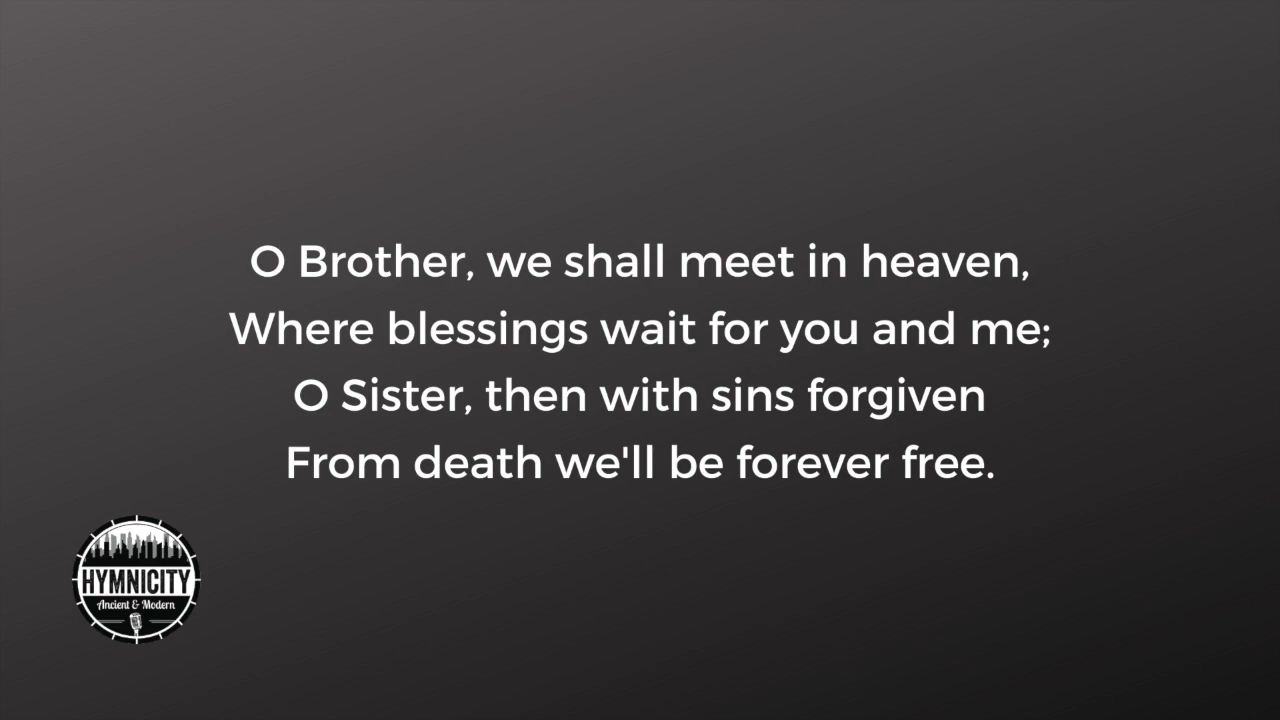 O Brother, we shall meet in heaven,
Where blessings wait for you and me;
O Sister, then with sins forgiven
From death we'll be forever free.
HYMNICITY
Ancient & Modern